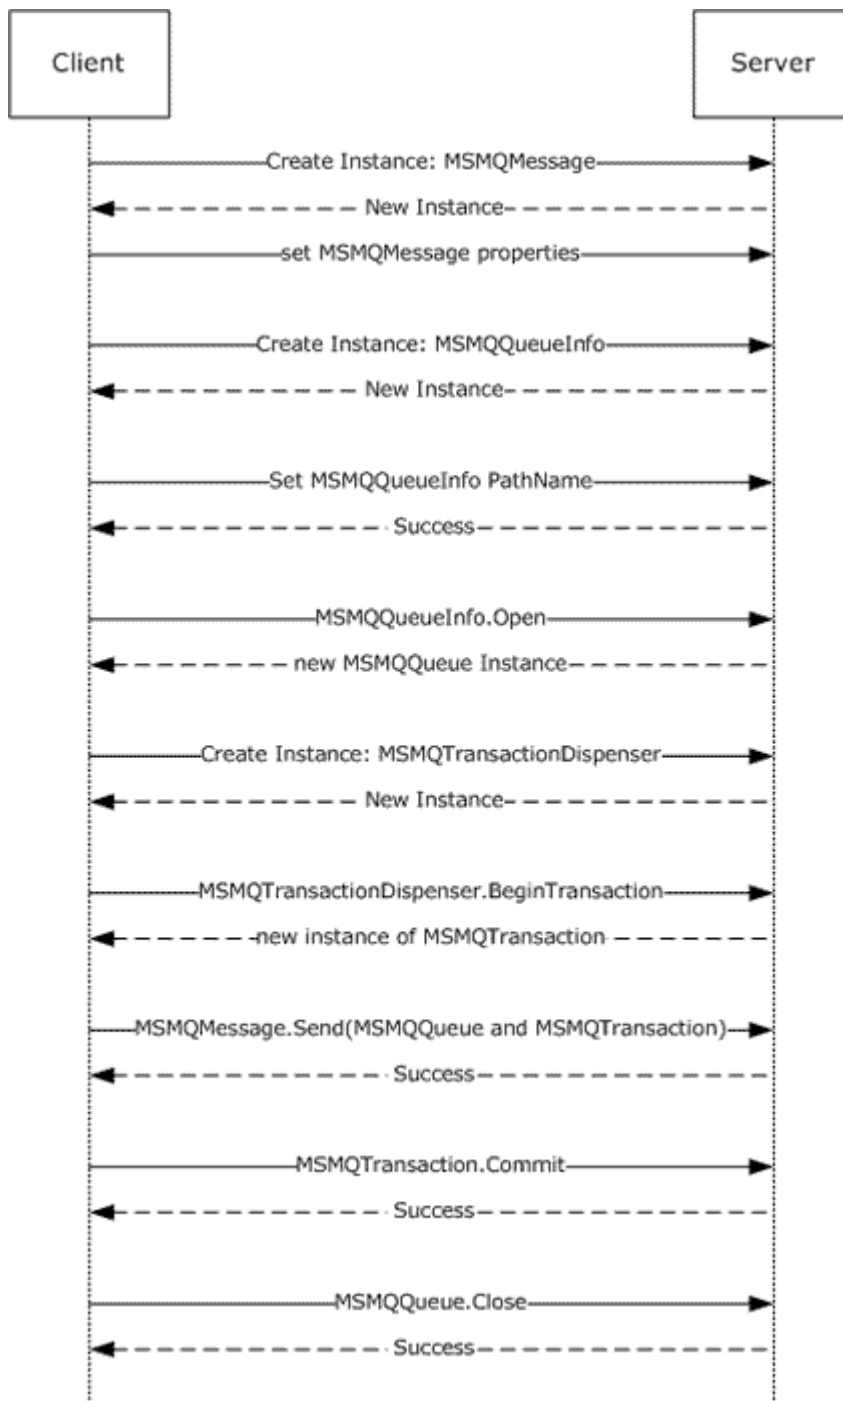 Client
Server
Create Instance: MSMQMessage
New Instance
set MSMQMessage properties
Create Instance: MSMQQueueInfo
New Instance
Set MSMQQueueInfo PathName
Success
MSMQQueueInfo.Open
new MSMQQueue Instance
Create Instance: MSMQTransactionDispenser
New Instance
MSMQTransactionDispenser.BeginTransaction
new instance of MSMQTransaction
MSMQMessage.Send(MSMQQueue and MSMQTransaction)
Success
MSMQTransaction.Commit
Success
MSMQQueue.Close
Success